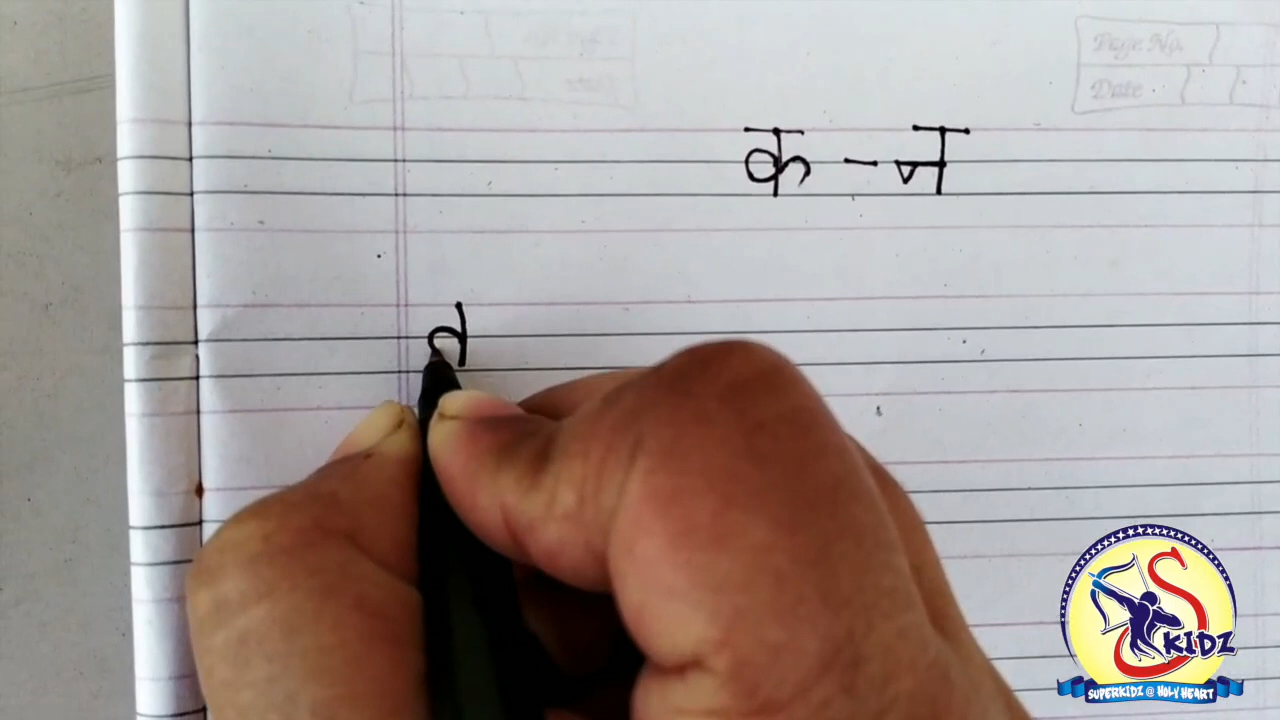 Page No.
Date
क - न
S KIDZ
SUPERKIDZ @ HOLY HEART